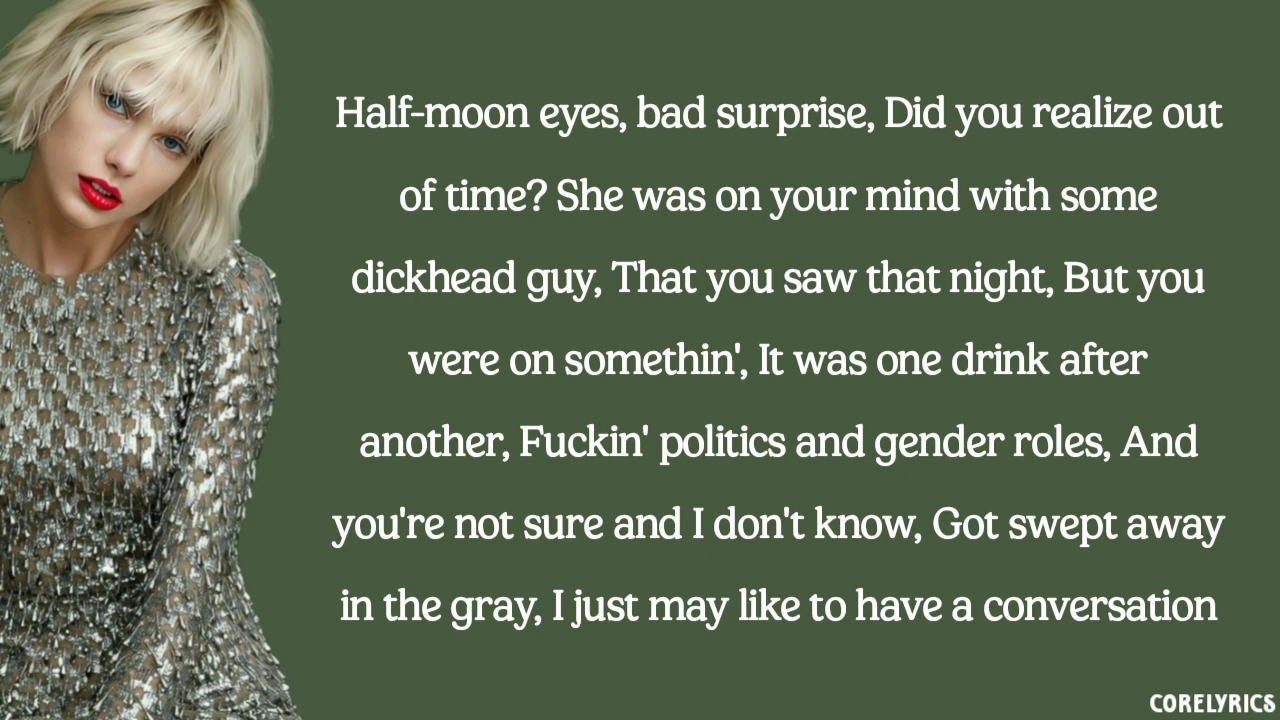 Half-moon eyes, bad surprise, Did you realize out
of time? She was on your mind with some
dickhead guy, That you saw that night, But you
were on somethin', It was one drink after
another, Fuckin' politics and gender roles, And
you're not sure and I don't know, Got swept away
in the gray, I just may like to have a conversation
CORELYRICS